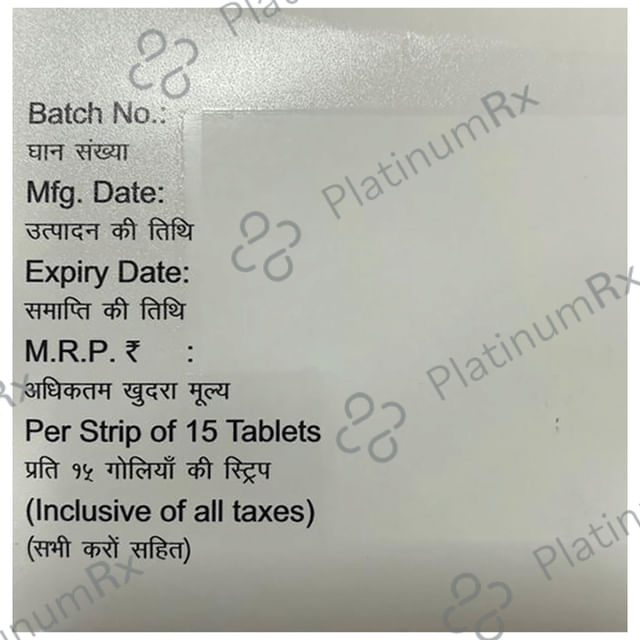 Batch No.:
घान संख्या
Mfg. Date:
उत्पादन की तिथि
Expiry Date:
समाप्ति की तिथि
M.R.P. ₹ :
अधिकतम खुदरा मूल्य
Per Strip of 15 Tablets
प्रति १५ गोलियाँ की स्ट्रिप
(Inclusive of all taxes)
(सभी करों सहित)
PlatinumRx
PlatinumRx